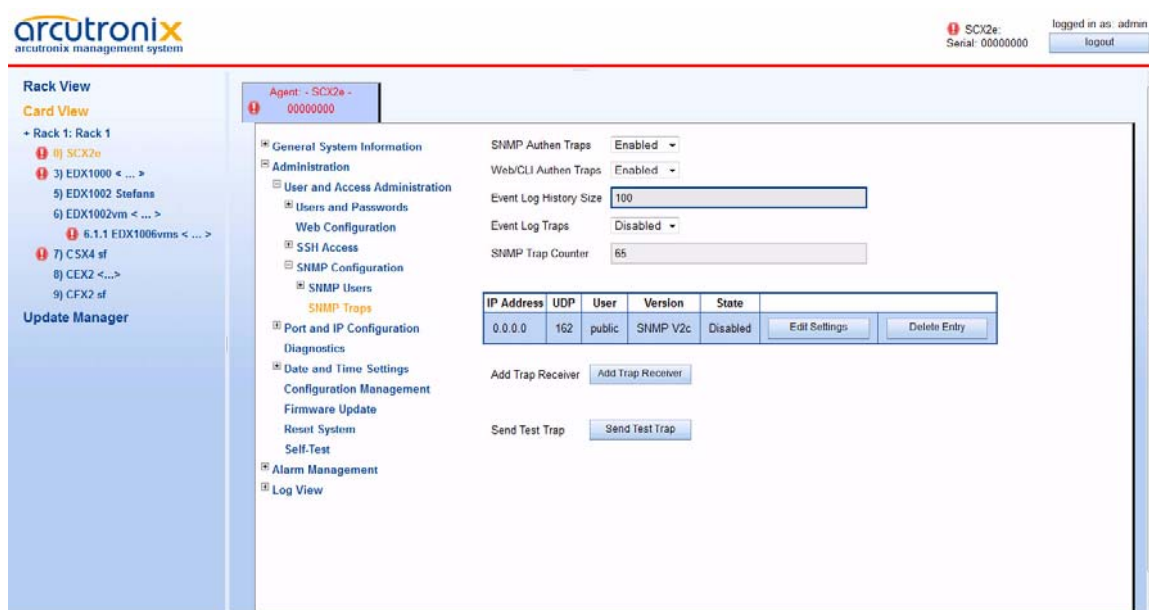 arcutronix
arcutronix management system
SCX2e:
Serial: 00000000
logged in as: admin
logout
Rack View
Card View
+ Rack 1: Rack 1
0) SCX2e
3) EDX1000 < ... >
5) EDX1002 Stefans
6) EDX1002vm < ... >
6.1.1 EDX1006vms < ... >
7) CSX4 sf
8) CEX2 <...>
9) CFX2 sf
Update Manager
Agent: - SCX2e -
00000000
General System Information
Administration
User and Access Administration
Users and Passwords
Web Configuration
SSH Access
SNMP Configuration
SNMP Users
SNMP Traps
Port and IP Configuration
Diagnostics
Date and Time Settings
Configuration Management
Firmware Update
Reset System
Self-Test
Alarm Management
Log View
SNMP Authen Traps Enabled
Web/CLI Authen Traps Enabled
Event Log History Size 100
Event Log Traps Disabled
SNMP Trap Counter 65
IP Address UDP User Version State
0.0.0.0 162 public SNMP V2c Disabled Edit Settings Delete Entry
Add Trap Receiver Add Trap Receiver
Send Test Trap Send Test Trap